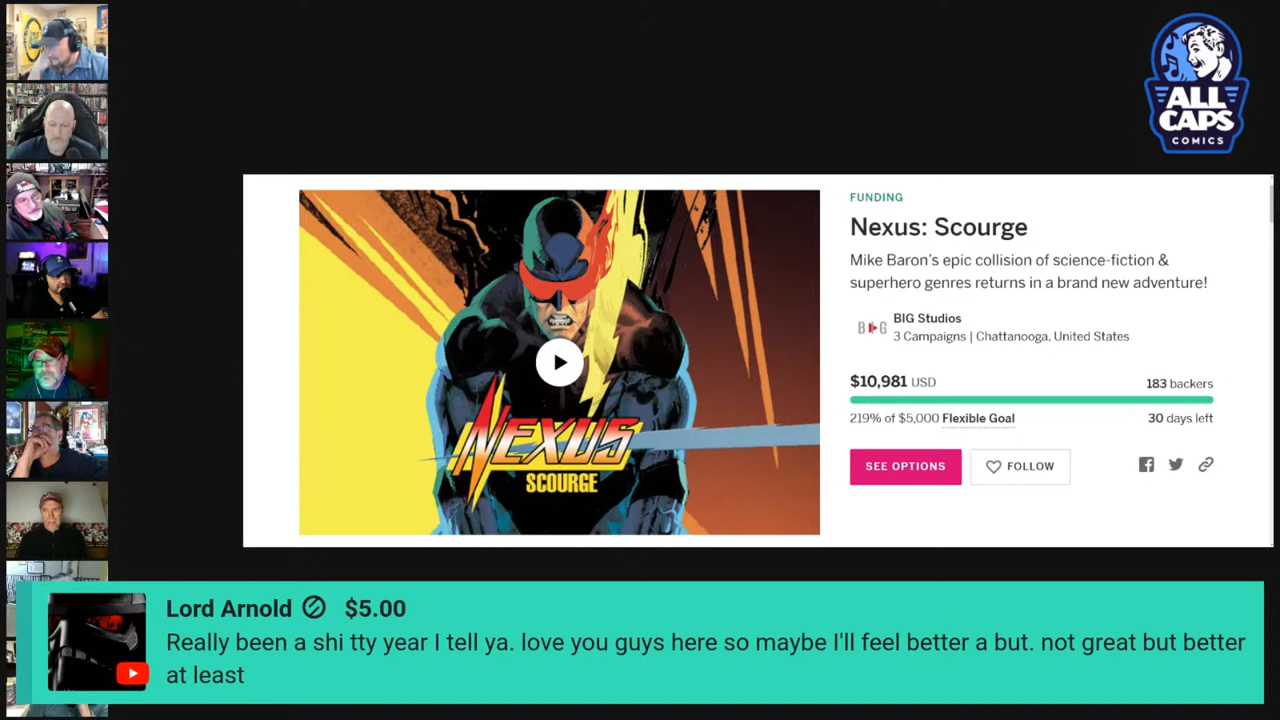 ALL
CAPS
COMICS
FUNDING
Nexus: Scourge
Mike Baron's epic collision of science-fiction &
superhero genres returns in a brand new adventure!
BIG
BIG Studios
3 Campaigns | Chattanooga, United States
$10,981 USD
183 backers
219% of $5,000 Flexible Goal
30 days left
SEE OPTIONS
FOLLOW
NEXUS
SCOURGE
Lord Arnold $5.00
Really been a shi tty year I tell ya. love you guys here so maybe I'll feel better a but. not great but better
at least